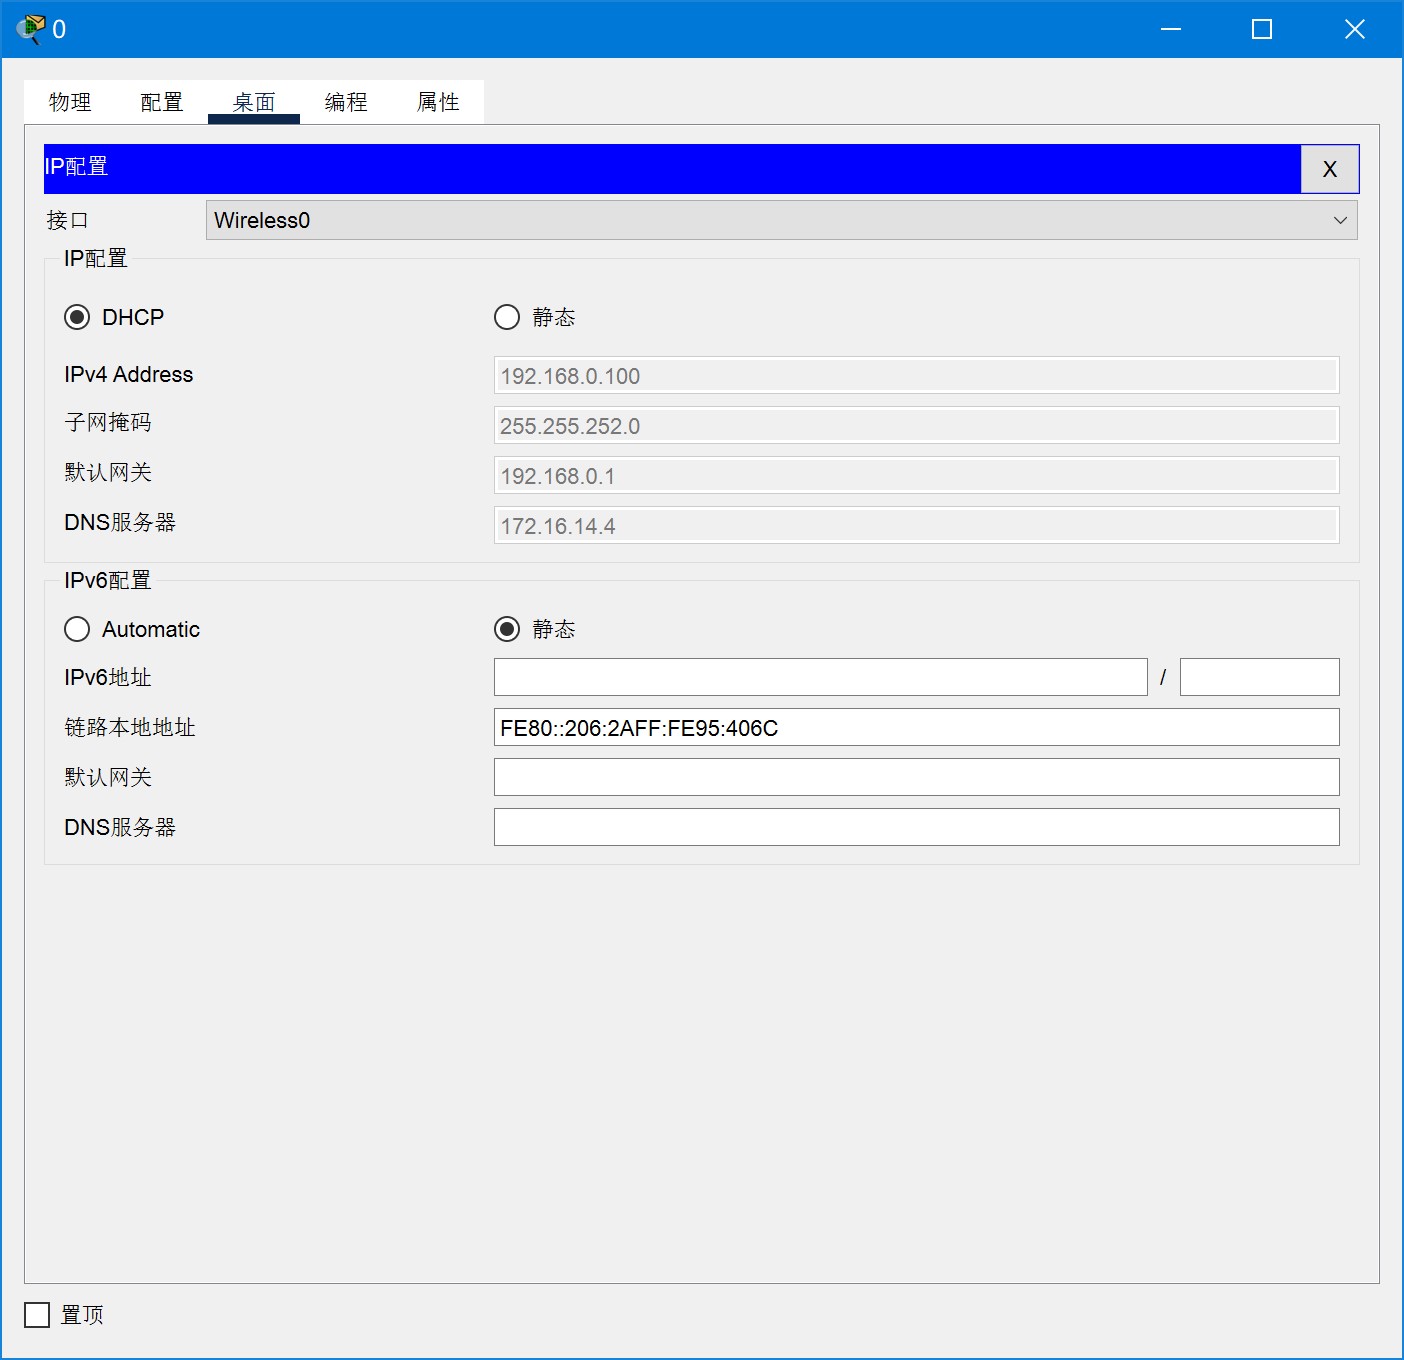 0
物理 配置 桌面 编程 属性
IP配置 X
接口 Wireless0
IP配置
DHCP 静态
IPv4 Address 192.168.0.100
子网掩码 255.255.252.0
默认网关 192.168.0.1
DNS服务器 172.16.14.4
IPv6配置
Automatic 静态
IPv6地址 /
链路本地地址 FE80::206:2AFF:FE95:406C
默认网关
DNS服务器
置顶